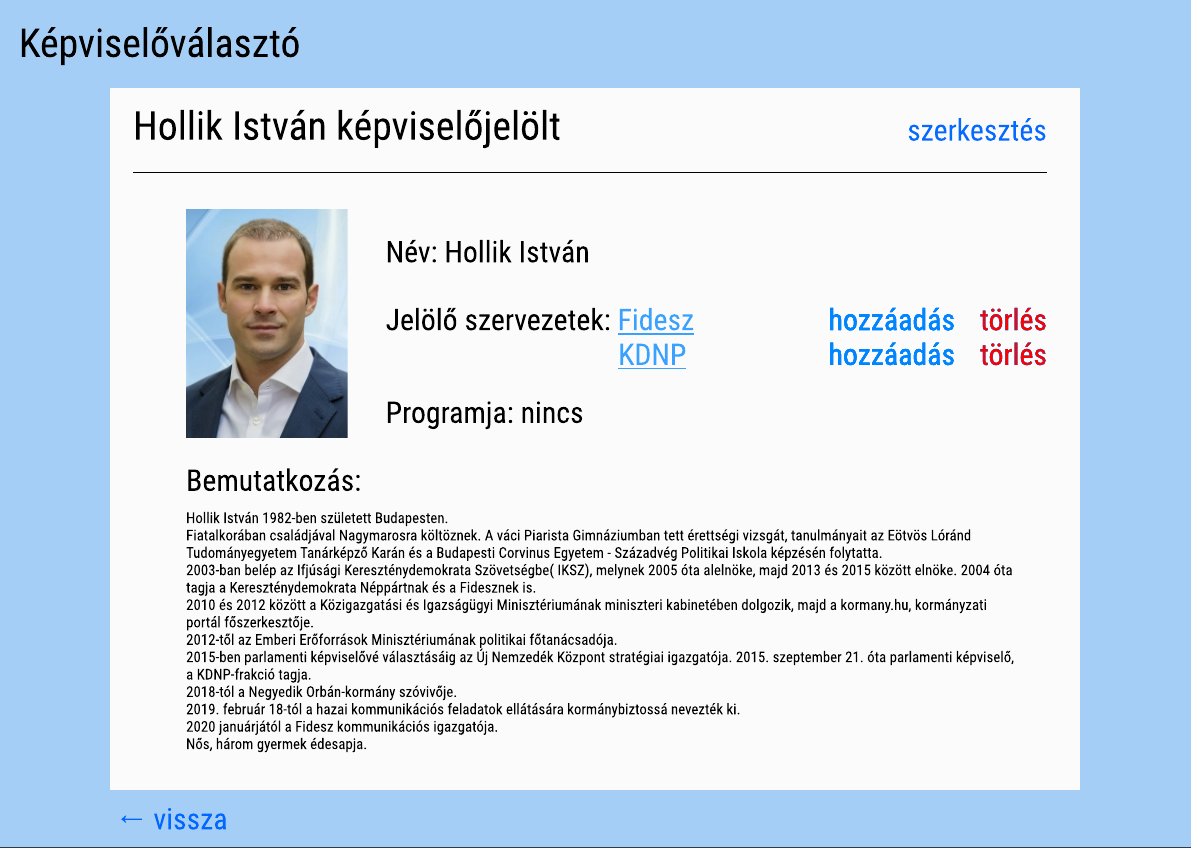 Képviselőválasztó
Hollik István képviselőjelölt szerkesztés
Név: Hollik István
Jelölő szervezetek: Fidesz hozzáadás törlés
KDNP hozzáadás törlés
Programja: nincs
Bemutatkozás:
Hollik István 1982-ben született Budapesten.
Fiatalkorában családjával Nagymarosra költöznek. A váci Piarista Gimnáziumban tett érettségi vizsgát, tanulmányait az Eötvös Lóránd
Tudományegyetem Tanárképző Karán és a Budapesti Corvinus Egyetem - Századvég Politikai Iskola képzésén folytatta.
2003-ban belép az Ifjúsági Kereszténydemokrata Szövetségbe( IKSZ), melynek 2005 óta alelnöke, majd 2013 és 2015 között elnöke. 2004 óta
tagja a Kereszténydemokrata Néppártnak és a Fidesznek is.
2010 és 2012 között a Közigazgatási és Igazságügyi Minisztériumának miniszteri kabinetében dolgozik, majd a kormany.hu, kormányzati
portál főszerkesztője.
2012-től az Emberi Erőforrások Minisztériumának politikai főtanácsadója.
2015-ben parlamenti képviselővé választásáig az Új Nemzedék Központ stratégiai igazgatója. 2015. szeptember 21. óta parlamenti képviselő,
a KDNP-frakció tagja.
2018-tól a Negyedik Orbán-kormány szóvivője.
2019. február 18-tól a hazai kommunikációs feladatok ellátására kormánybiztossá nevezték ki.
2020 januárjától a Fidesz kommunikációs igazgatója.
Nős, három gyermek édesapja.
← vissza